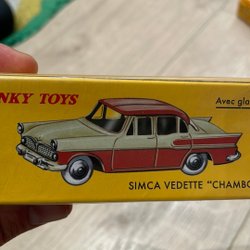 NKY TOYS
Avec gla
SIMCA VEDETTE "CHAMBO